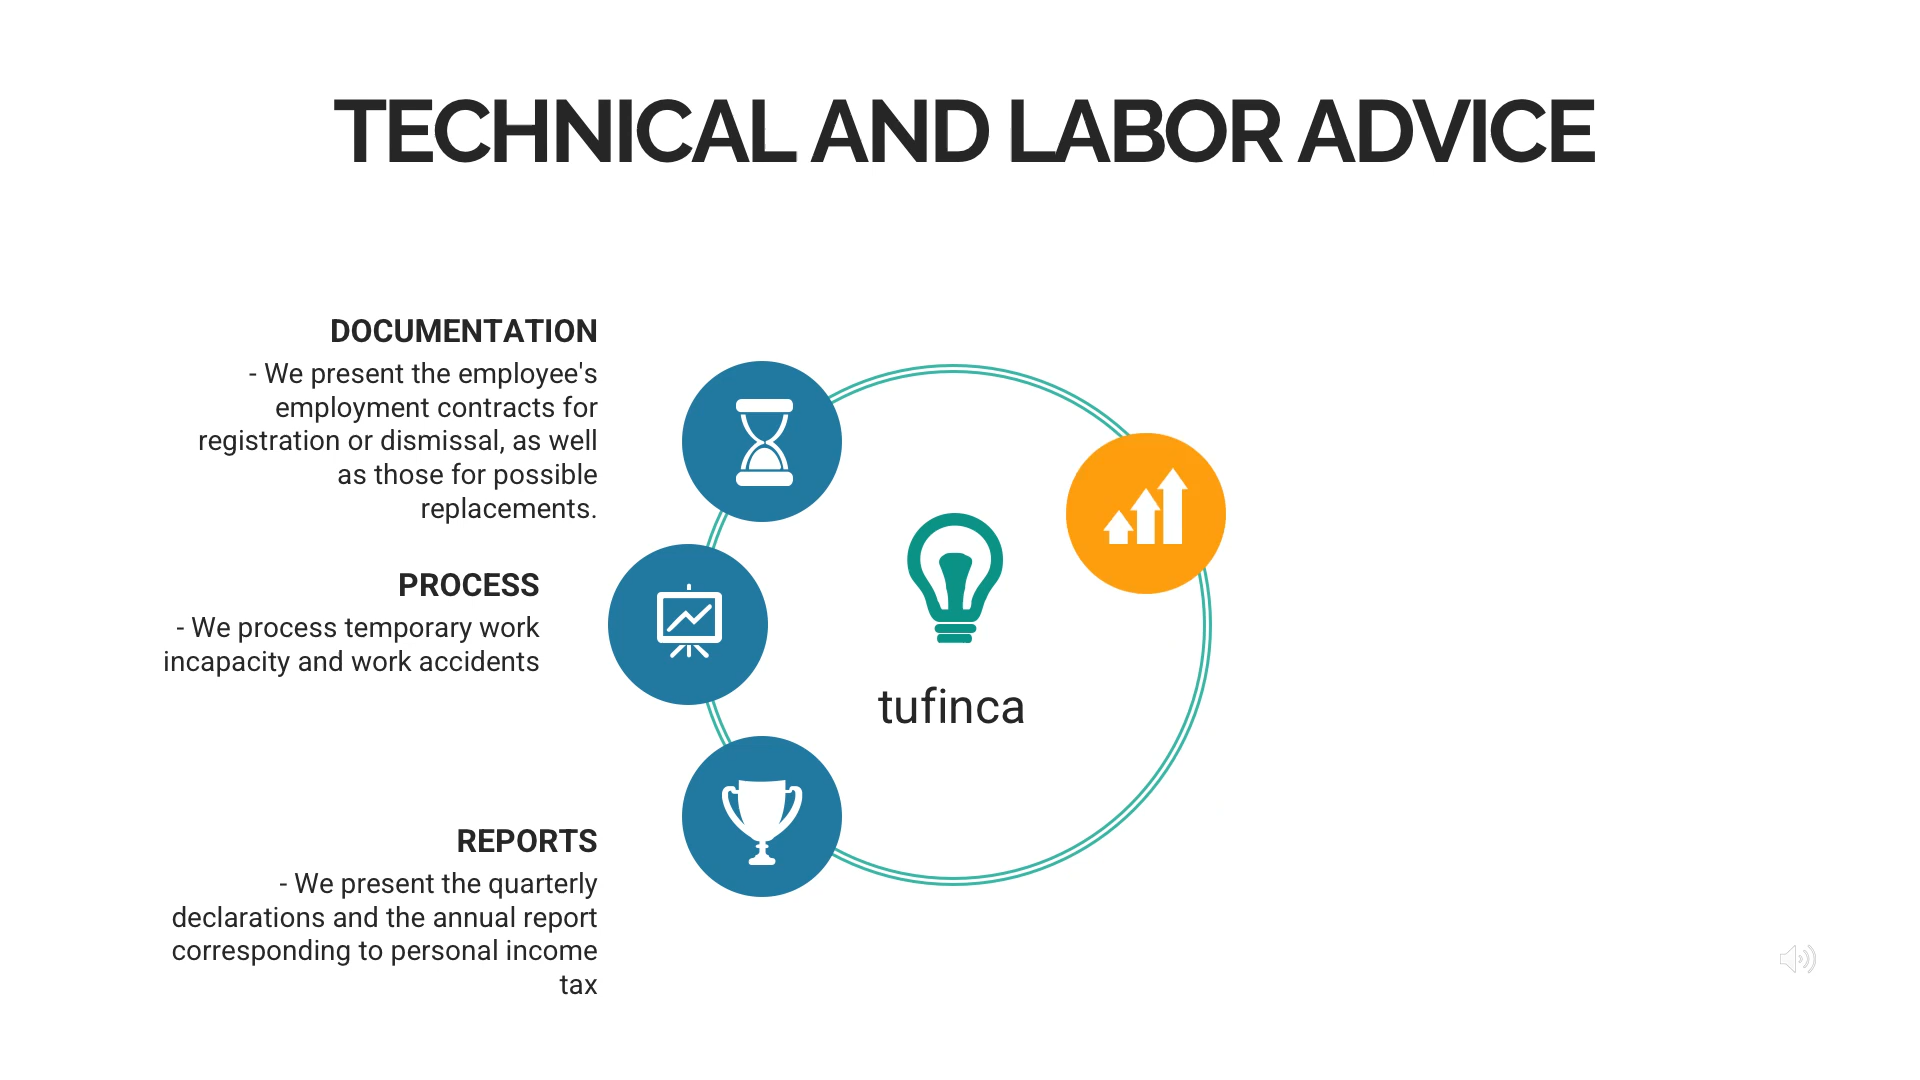 TECHNICAL AND LABOR ADVICE
DOCUMENTATION
- We present the employee's
employment contracts for
registration or dismissal, as well
as those for possible
replacements.
PROCESS
- We process temporary work
incapacity and work accidents
REPORTS
- We present the quarterly
declarations and the annual report
corresponding to personal income
tax
tufinca